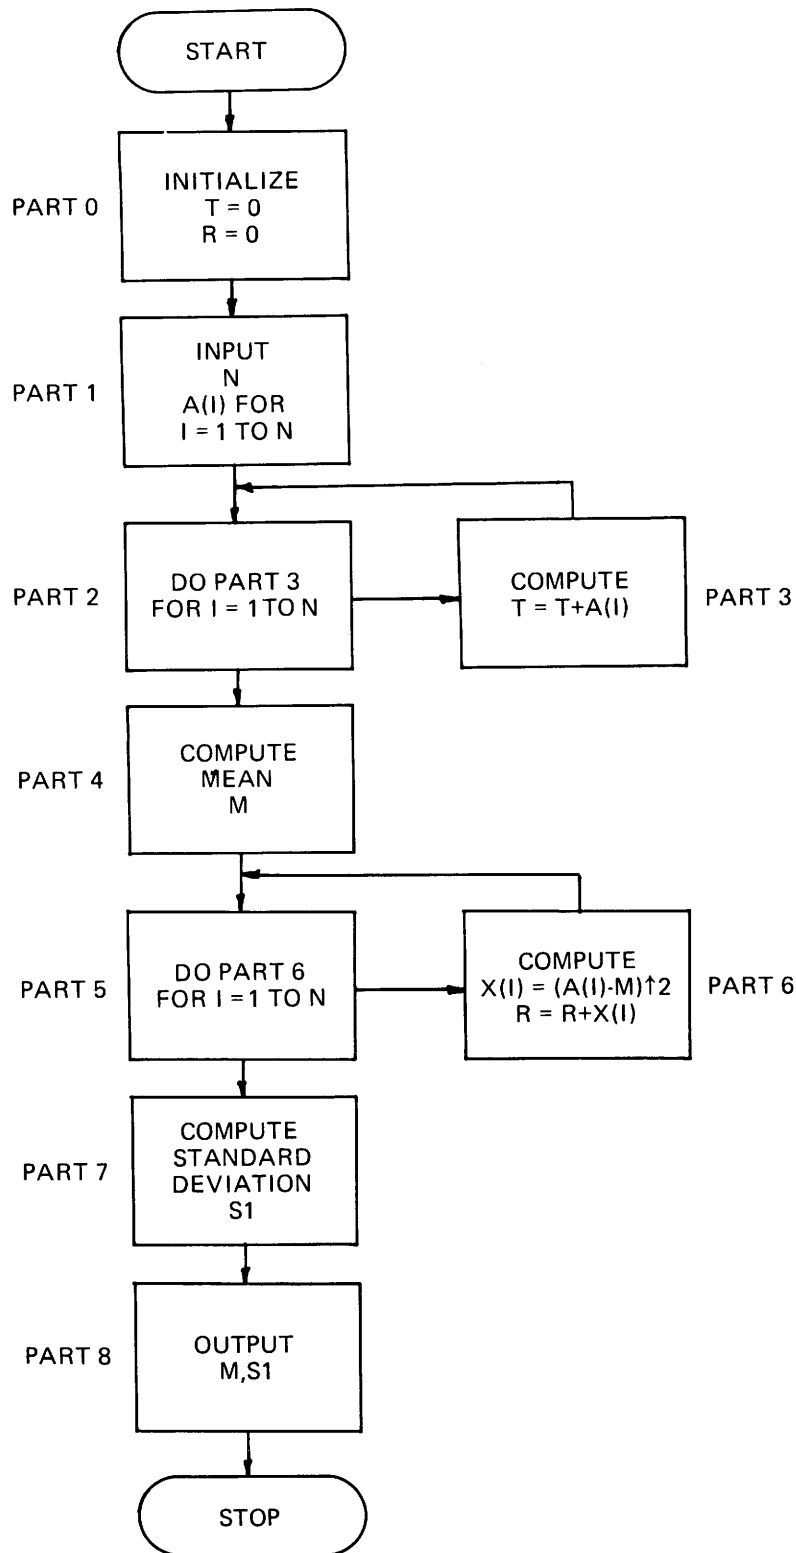 START
PART 0
INITIALIZE
T = 0
R = 0
PART 1
INPUT
N
A(I) FOR
I = 1 TO N
PART 2
DO PART 3
FOR I = 1 TO N
COMPUTE
T = T+A(I)
PART 3
PART 4
COMPUTE
MEAN
M
PART 5
DO PART 6
FOR I = 1 TO N
COMPUTE
X(I) = (A(I)-M)↑2
R = R+X(I)
PART 6
PART 7
COMPUTE
STANDARD
DEVIATION
S1
PART 8
OUTPUT
M,S1
STOP